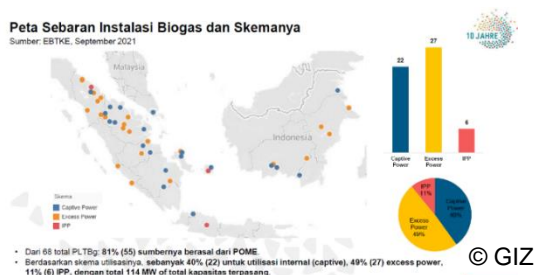 Peta Sebaran Instalasi Biogas dan Skemanya
Sumber: EBTKE, September 2021
10 JAHRE
Malaysia
Indonesia
Skema
Captive Power
Excess Power
IPP
22
27
6
Captive Power
Excess Power
IPP
IPP
11%
Captive Power
40%
Excess Power
49%
• Dari 68 total PLTBg: 81% (55) sumbernya berasal dari POME.
• Berdasarkan skema utilisasinya, sebanyak 40% (22) untuk utilisasi internal (captive), 49% (27) excess power,
11% (6) IPP, dengan total 114 MW of total kapasitas terpasang.
© GIZ